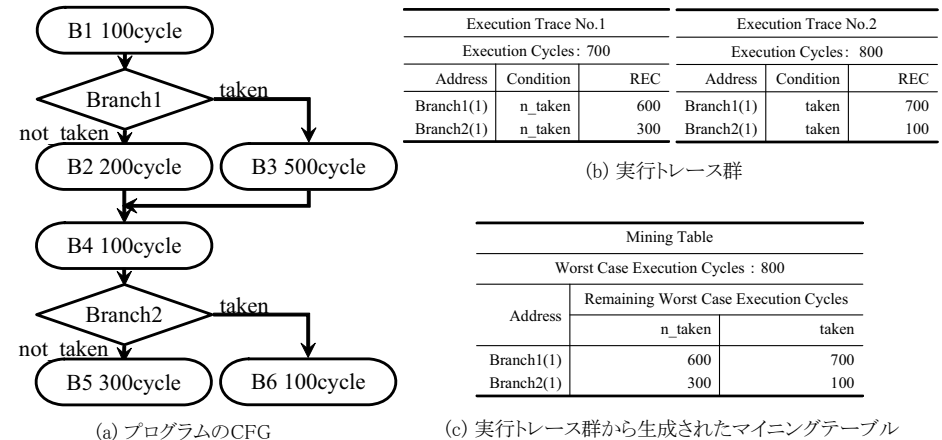 B1 100cycle
Branch1
taken
not_taken
B2 200cycle
B3 500cycle
B4 100cycle
Branch2
taken
not_taken
B5 300cycle
B6 100cycle
(a) プログラムのCFG
Execution Trace No.1
Execution Cycles: 700
Address Condition REC
Branch1(1) n_taken 600
Branch2(1) n_taken 300
Execution Trace No.2
Execution Cycles: 800
Address Condition REC
Branch1(1) taken 700
Branch2(1) taken 100
(b) 実行トレース群
Mining Table
Worst Case Execution Cycles : 800
Address Remaining Worst Case Execution Cycles
n_taken taken
Branch1(1) 600 700
Branch2(1) 300 100
(c) 実行トレース群から生成されたマイニングテーブル